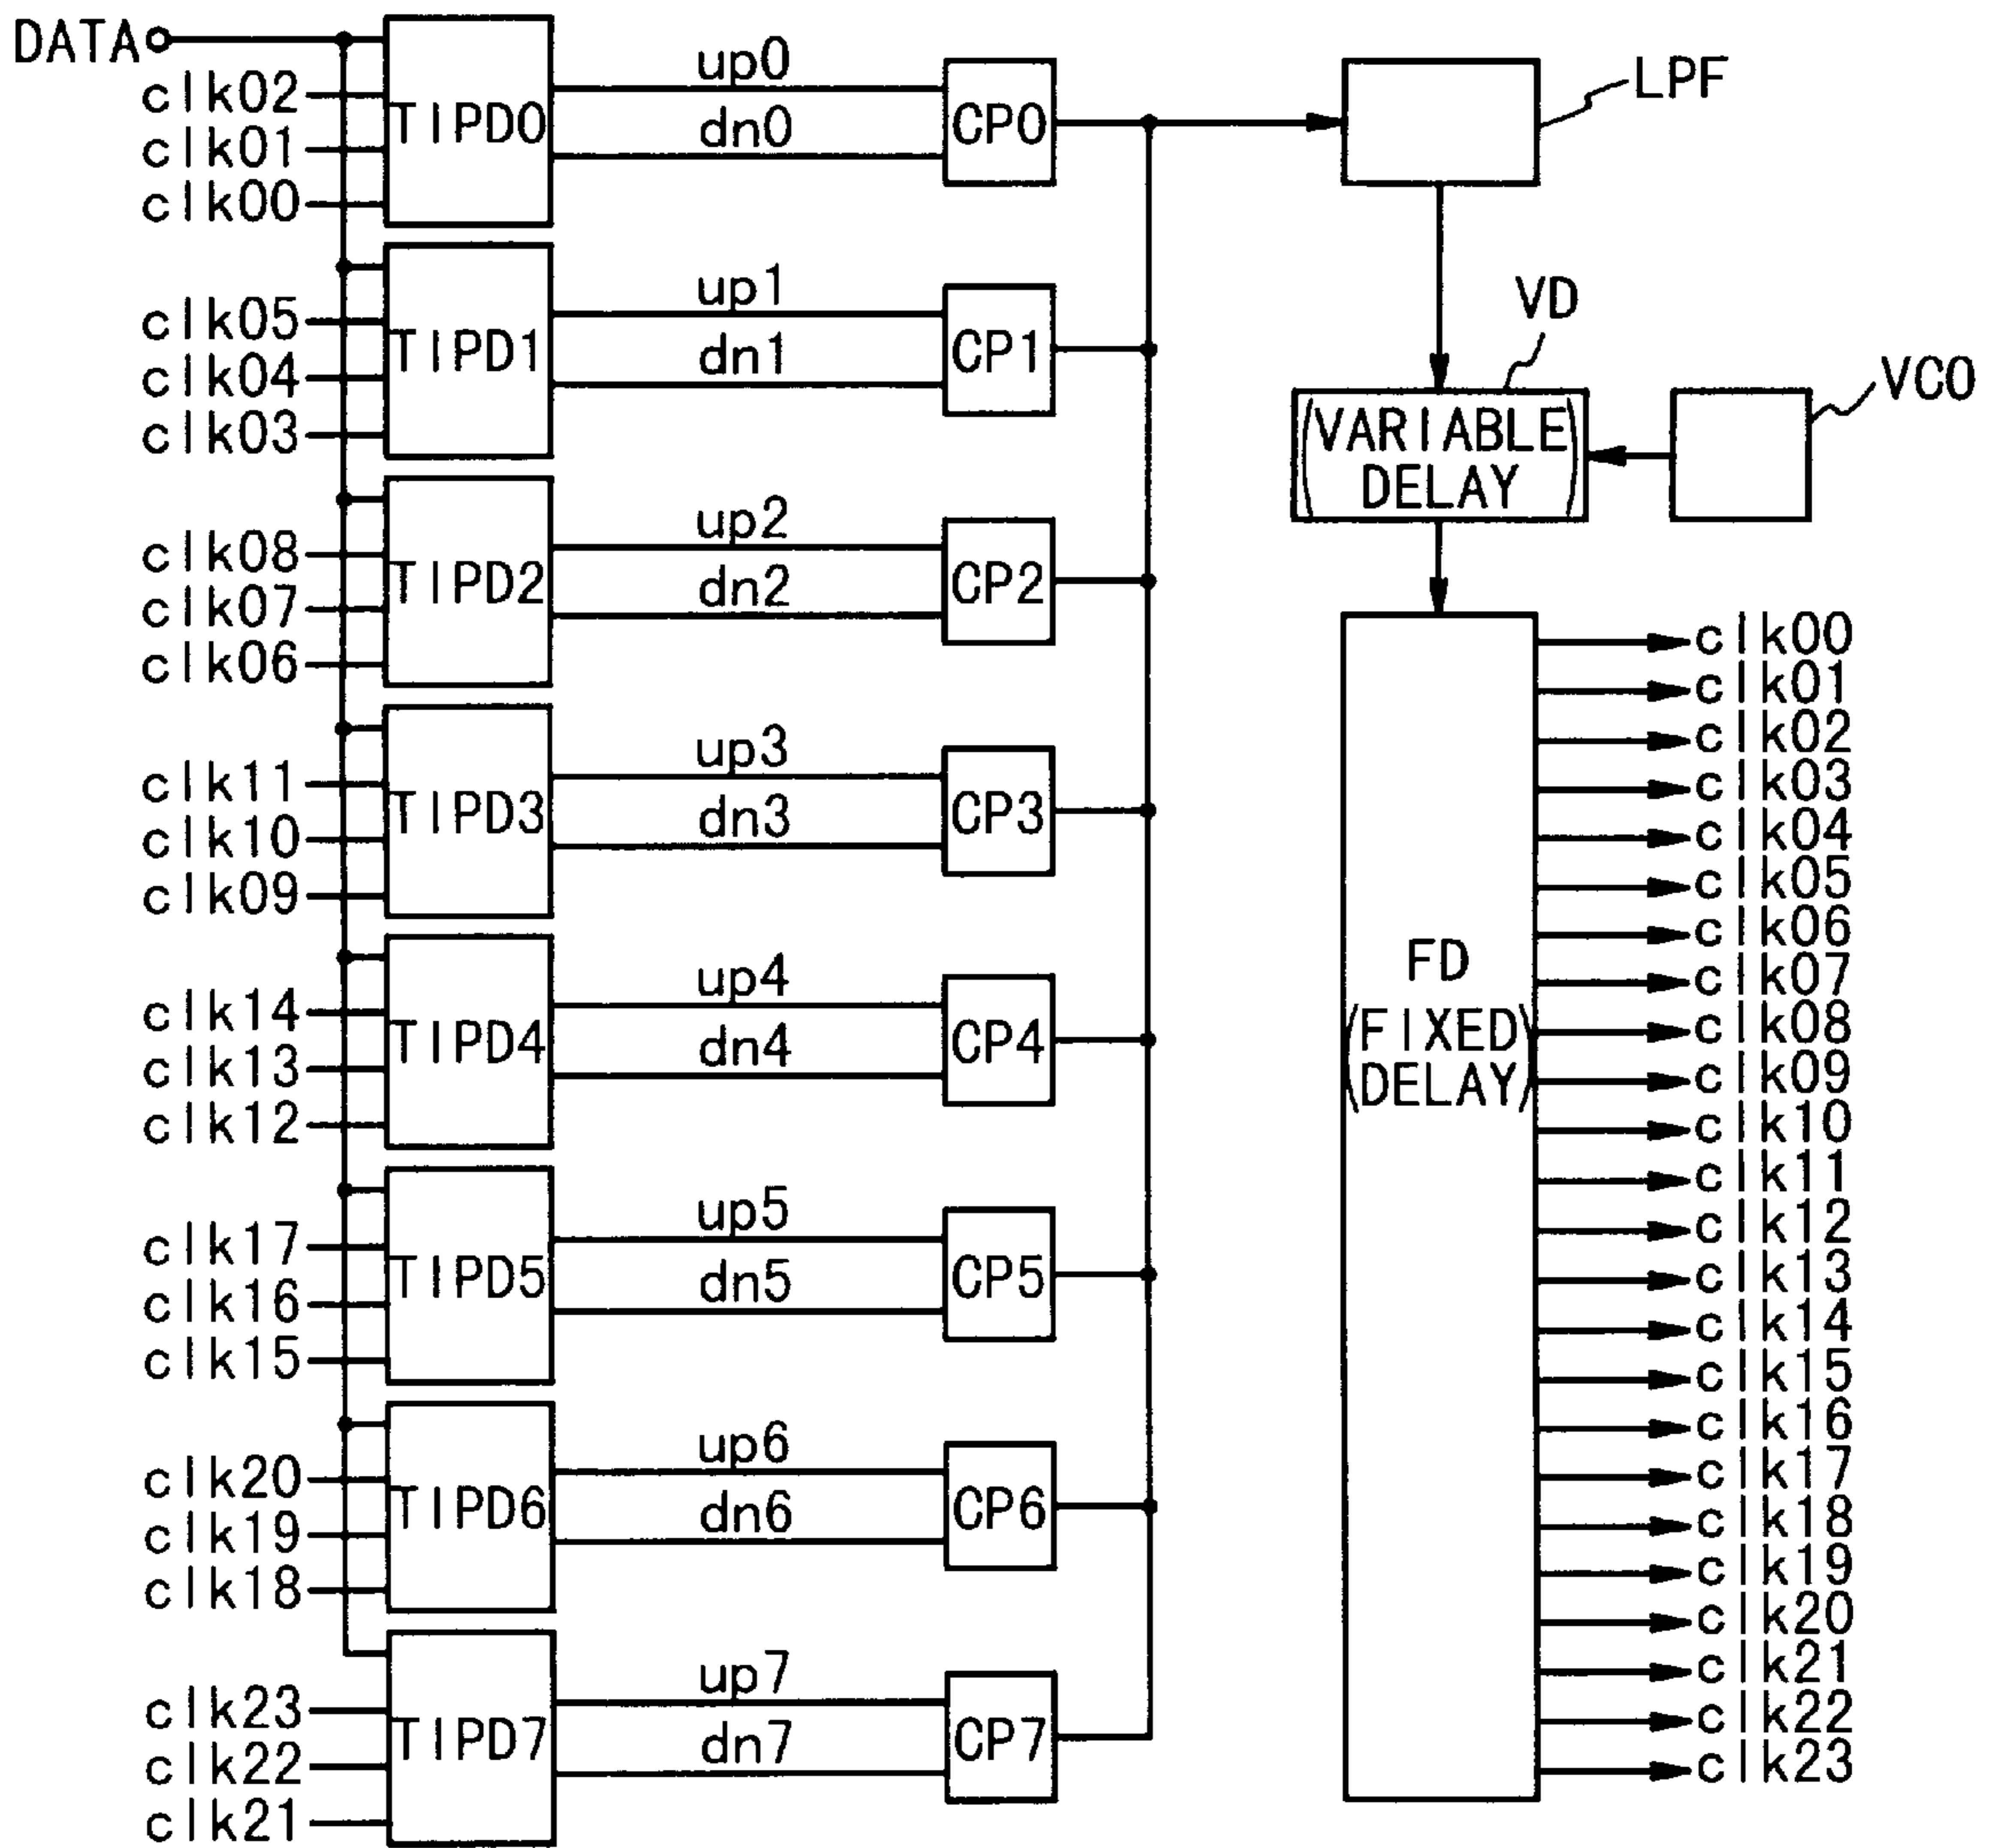 DATA
clk02
clk01
clk00
TIPD0
up0
dn0
CP0
LPF
clk05
clk04
clk03
TIPD1
up1
dn1
CP1
VD
VCO
(VARIABLE
DELAY)
clk08
clk07
clk06
TIPD2
up2
dn2
CP2
clk11
clk10
clk09
TIPD3
up3
dn3
CP3
clk14
clk13
clk12
TIPD4
up4
dn4
CP4
clk17
clk16
clk15
TIPD5
up5
dn5
CP5
clk20
clk19
clk18
TIPD6
up6
dn6
CP6
clk23
clk22
clk21
TIPD7
up7
dn7
CP7
FD
(FIXED
DELAY)
clk00
clk01
clk02
clk03
clk04
clk05
clk06
clk07
clk08
clk09
clk10
clk11
clk12
clk13
clk14
clk15
clk16
clk17
clk18
clk19
clk20
clk21
clk22
clk23